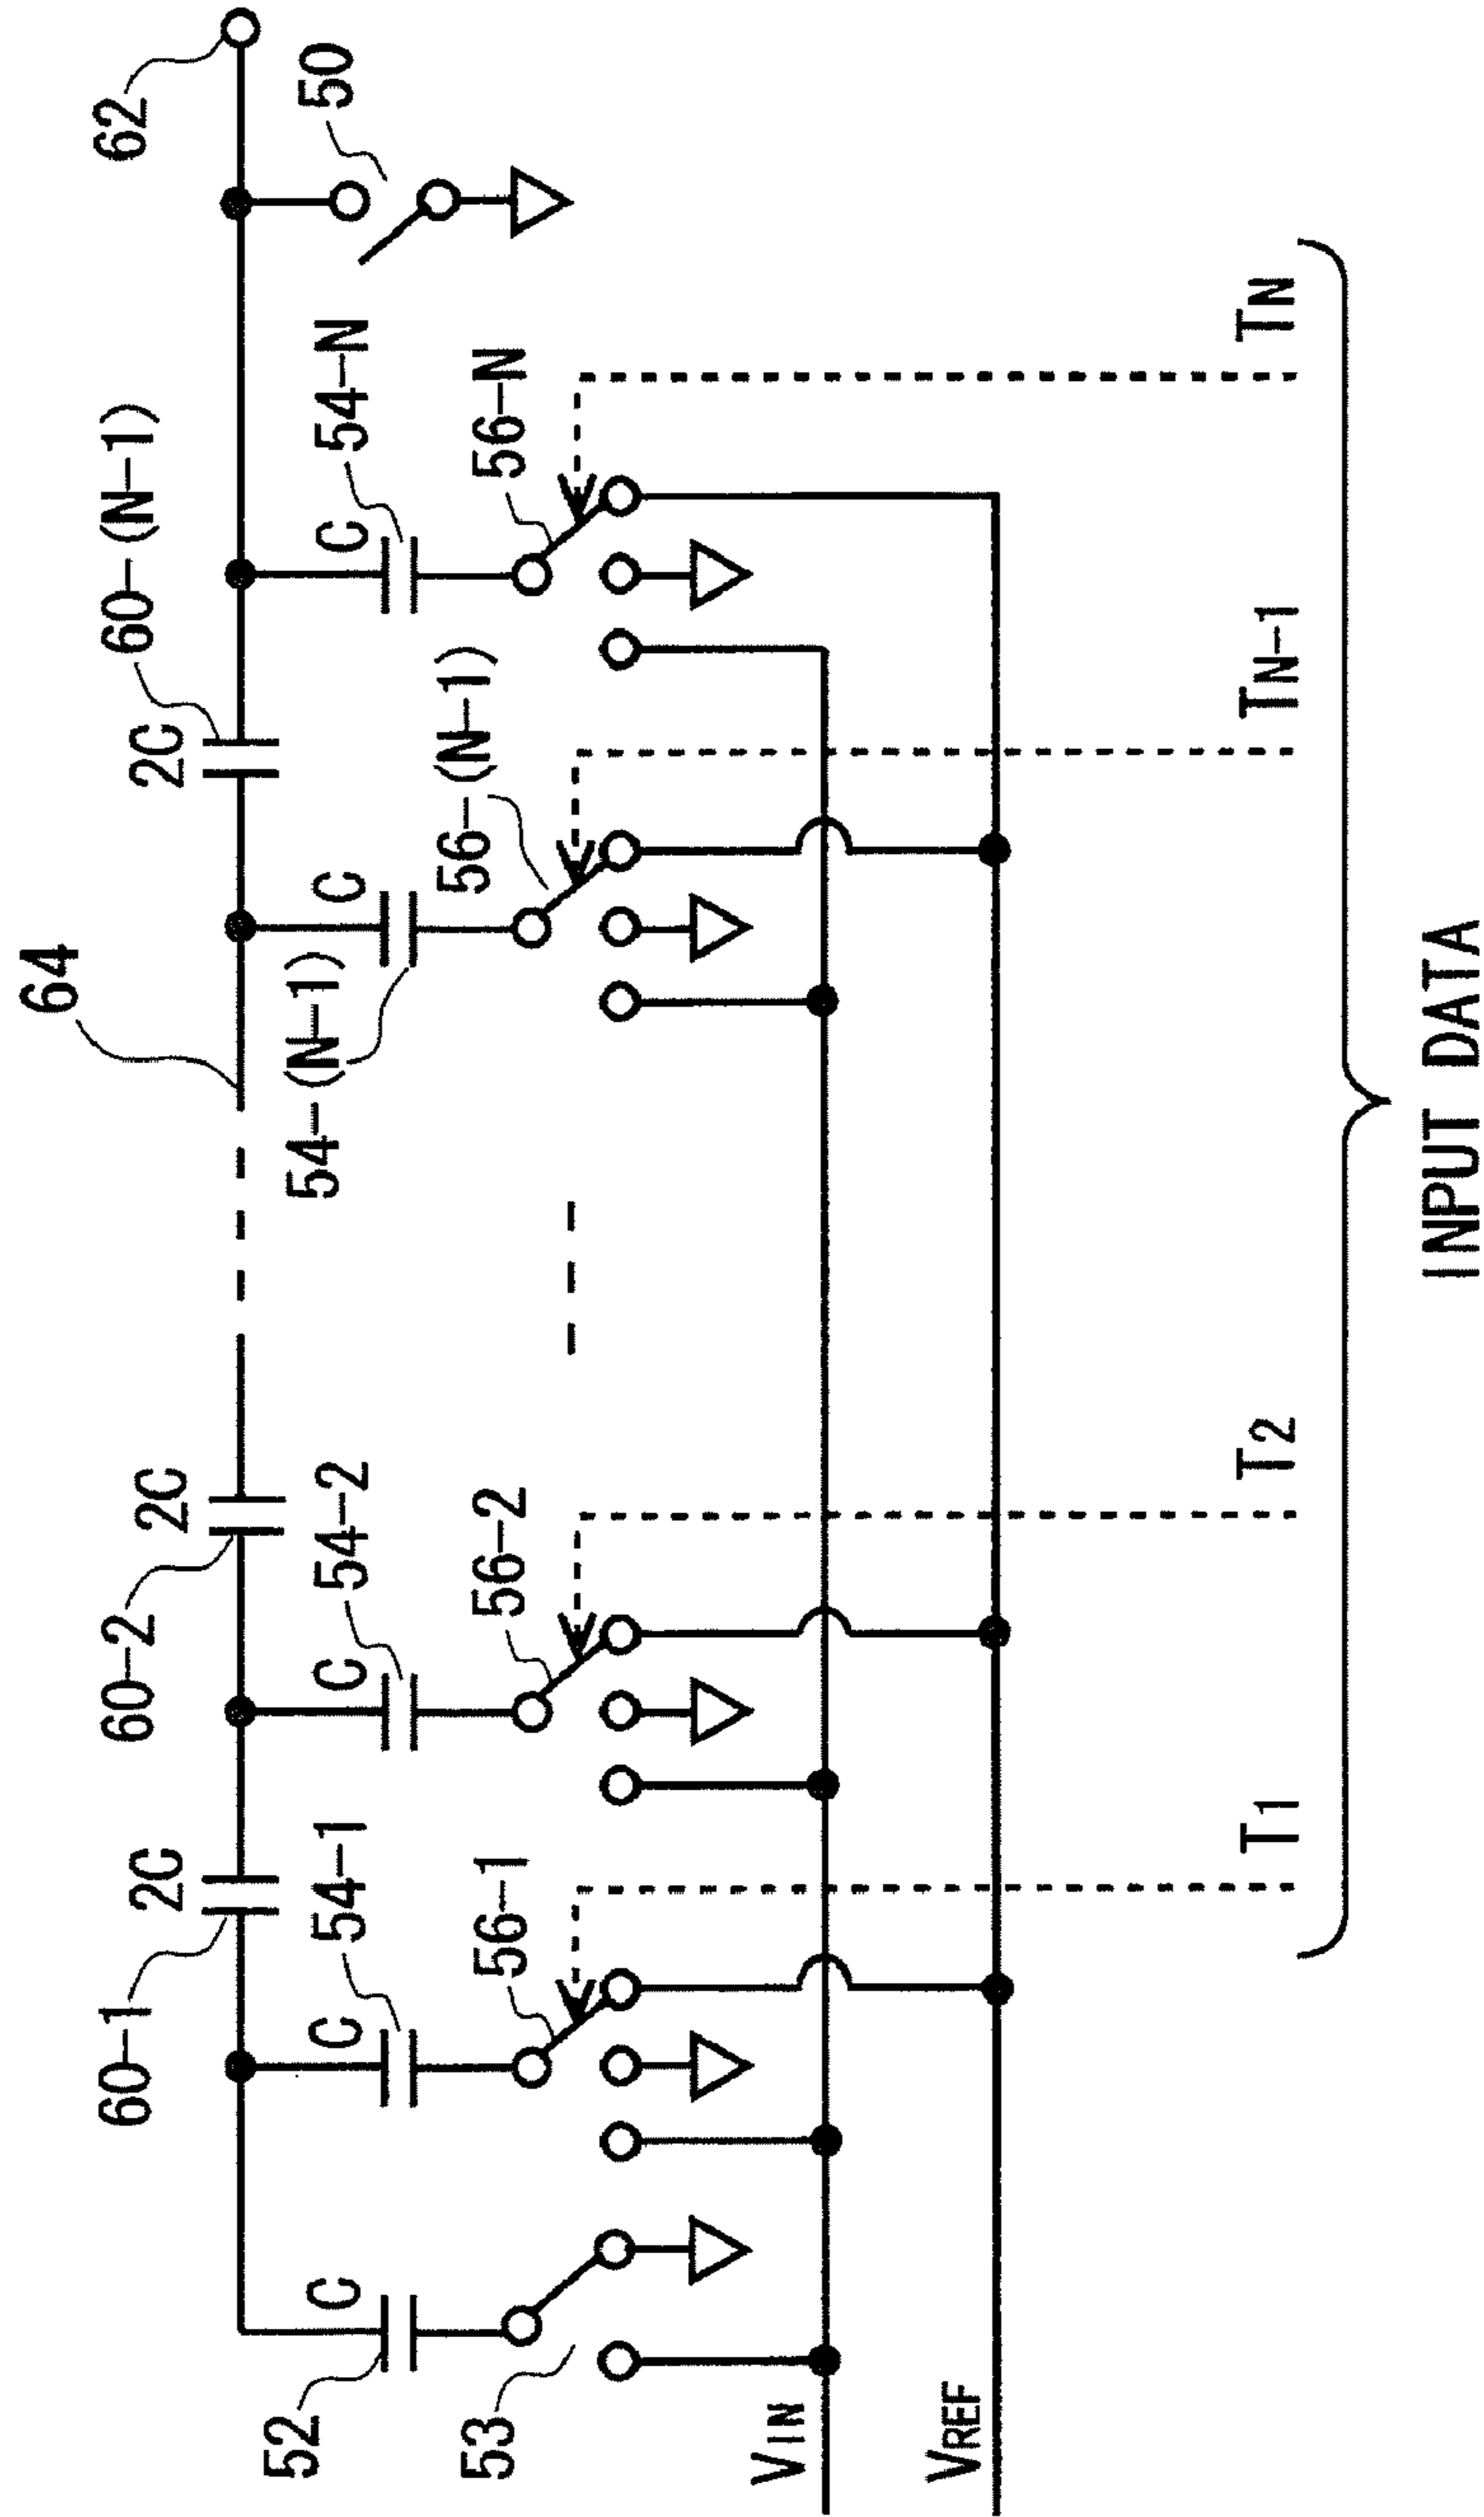 64
60-1
2C
60-2
2C
2C
60-(N-1)
62
52
C
C
54-1
C
54-2
54-(N-1)
C
C
54-N
50
53
56-1
56-2
56-(N-1)
56-N
VIN
VREF
T1
T2
TN-1
TN
INPUT DATA